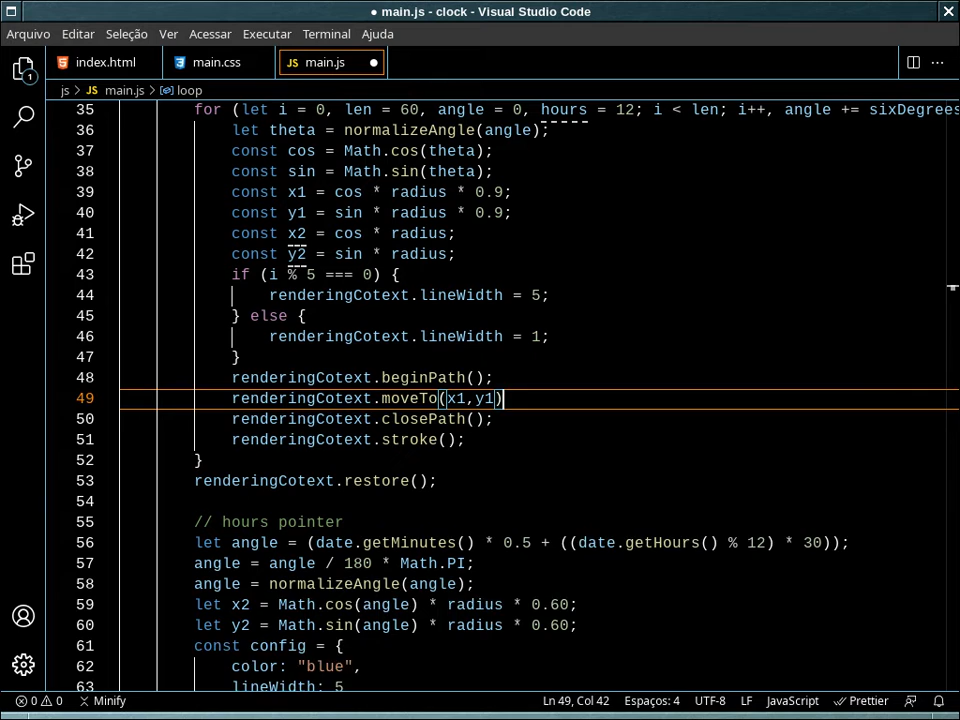 main.js - clock - Visual Studio Code
Arquivo Editar Seleção Ver Acessar Executar Terminal Ajuda
index.html main.css JS main.js
js > JS main.js > loop
1
35 for (let i = 0, len = 60, angle = 0, hours = 12; i < len; i++, angle += sixDegrees
36 let theta = normalizeAngle(angle);
37 const cos = Math.cos(theta);
38 const sin = Math.sin(theta);
39 const x1 = cos * radius * 0.9;
40 const y1 = sin * radius * 0.9;
41 const x2 = cos * radius;
42 const y2 = sin * radius;
43 if (i % 5 === 0) {
44 renderingCotext.lineWidth = 5;
45 } else {
46 renderingCotext.lineWidth = 1;
47 }
48 renderingCotext.beginPath();
49 renderingCotext.moveTo(x1,y1)
50 renderingCotext.closePath();
51 renderingCotext.stroke();
52 }
53 renderingCotext.restore();
54
55 // hours pointer
56 let angle = (date.getMinutes() * 0.5 + ((date.getHours() % 12) * 30));
57 angle = angle / 180 * Math.PI;
58 angle = normalizeAngle(angle);
59 let x2 = Math.cos(angle) * radius * 0.60;
60 let y2 = Math.sin(angle) * radius * 0.60;
61 const config = {
62 color: "blue",
63 lineWidth: 5
0 0 Minify Ln 49, Col 42 Espaços: 4 UTF-8 LF JavaScript Prettier